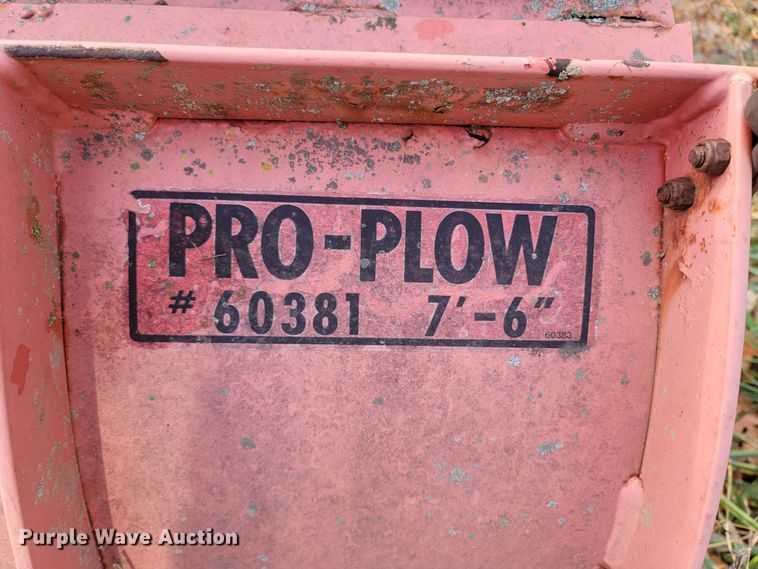 PRO-PLOW
# 60381 7'-6"
60383
Purple Wave Auction